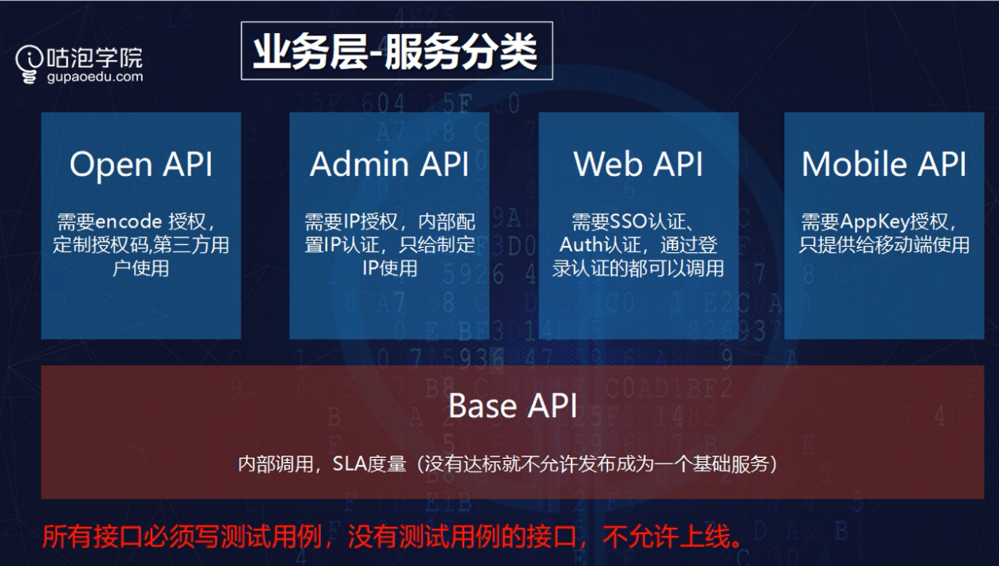 咕泡学院
gupaoedu.com
业务层-服务分类
Open API
需要encode 授权，
定制授权码,第三方用
户使用
Admin API
需要IP授权，内部配
置IP认证，只给制定
IP使用
Web API
需要SSO认证、
Auth认证，通过登
录认证的都可以调用
Mobile API
需要AppKey授权，
只提供给移动端使用
Base API
内部调用，SLA度量（没有达标就不允许发布成为一个基础服务）
所有接口必须写测试用例，没有测试用例的接口，不允许上线。